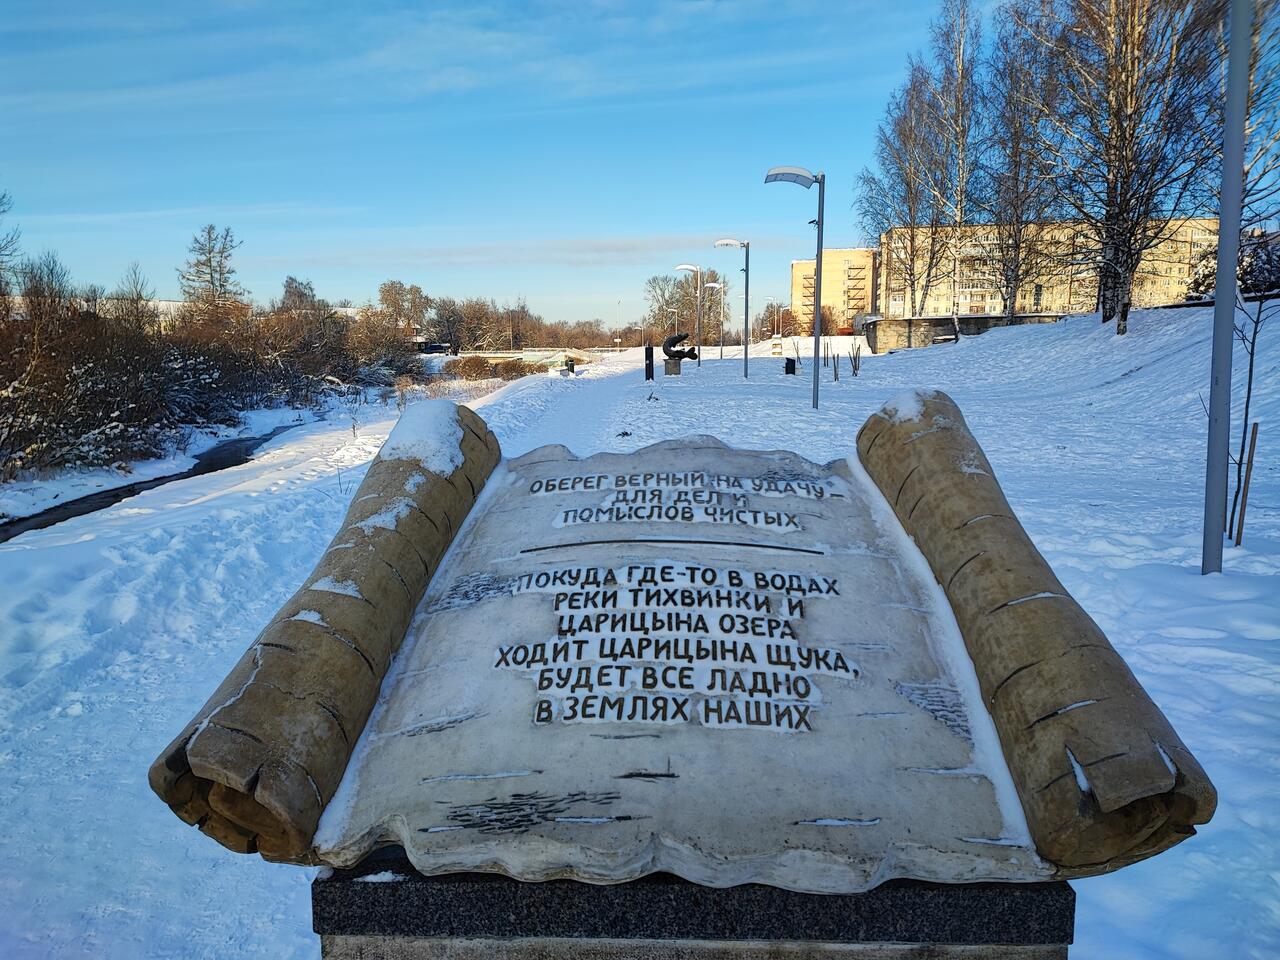 ОБЕРЕГ ВЕРНЫЙ НА УДАЧУ –
ДЛЯ ДЕЛ И
ПОМЫСЛОВ ЧИСТЫХ
ПОКУДА ГДЕ-ТО В ВОДАХ
РЕКИ ТИХВИНКИ И
ЦАРИЦЫНА ОЗЕРА
ХОДИТ ЦАРИЦЫНА ЩУКА,
БУДЕТ ВСЕ ЛАДНО
В ЗЕМЛЯХ НАШИХ